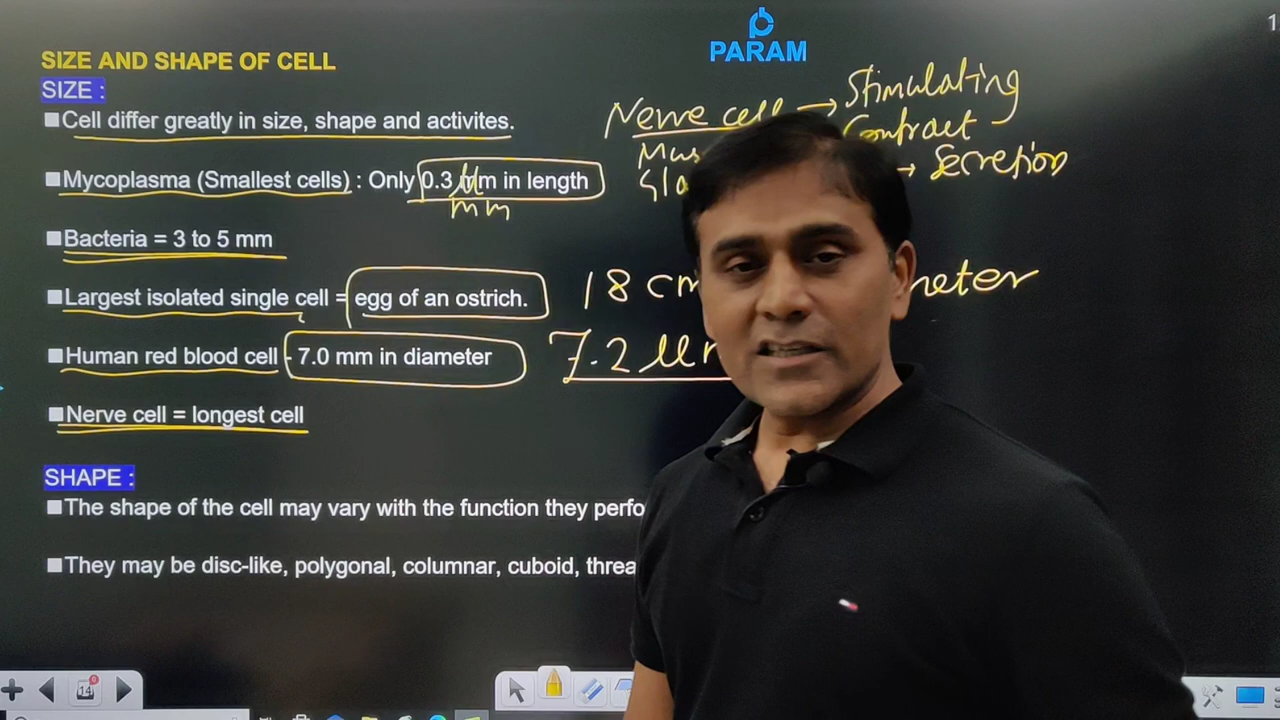 PARAM
1
SIZE AND SHAPE OF CELL
SIZE :
■Cell differ greatly in size, shape and activites.
Nerve cell → Stimulating
Contract
→ Secretion
■Mycoplasma (Smallest cells) : Only 0.3 mm in length
mm
■Bacteria = 3 to 5 mm
■Largest isolated single cell = egg of an ostrich. 18 cm
■Human red blood cell - 7.0 mm in diameter 7.2
■Nerve cell = longest cell
SHAPE :
■The shape of the cell may vary with the function they
■They may be disc-like, polygonal, columnar, cuboid,
14